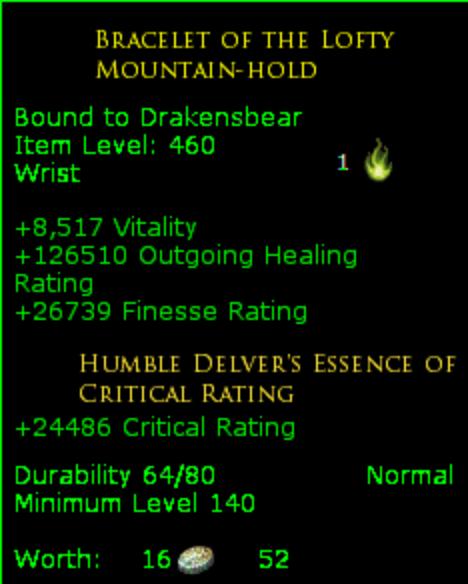 Bracelet of the Lofty
Mountain-hold
Bound to Drakensbear
Item Level: 460
Wrist
1
+8,517 Vitality
+126510 Outgoing Healing
Rating
+26739 Finesse Rating
Humble Delver's Essence of
Critical Rating
+24486 Critical Rating
Durability 64/80 Normal
Minimum Level 140
Worth: 16 52